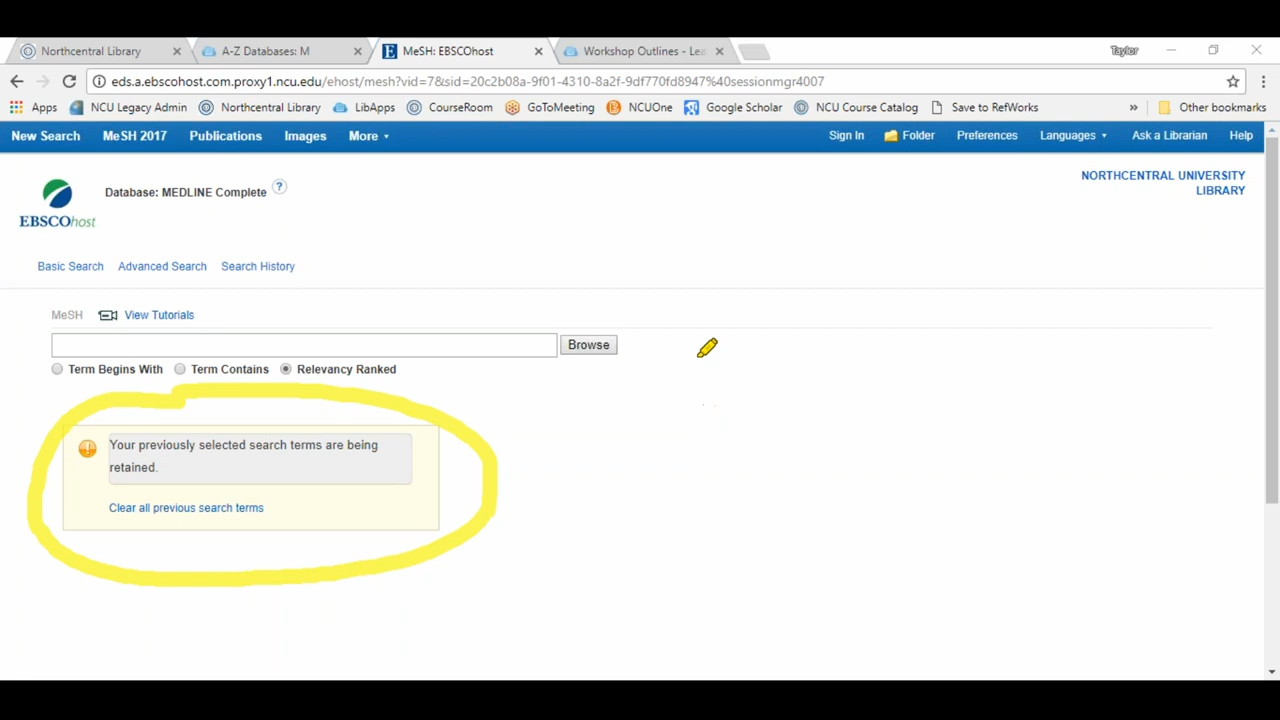 Northcentral Library
A-Z Databases: M
MeSH: EBSCOhost
Workshop Outlines - Lea
Taylor
eds.a.ebscohost.com.proxy1.ncu.edu/ehost/mesh?vid=7&sid=20c2b08a-9f01-4310-8a2f-9df770fd8947%40sessionmgr4007
Apps NCU Legacy Admin Northcentral Library LibApps CourseRoom GoToMeeting NCUOne Google Scholar NCU Course Catalog Save to RefWorks » Other bookmarks
New Search MeSH 2017 Publications Images More Sign In Folder Preferences Languages Ask a Librarian Help
NORTHCENTRAL UNIVERSITY
LIBRARY
Database: MEDLINE Complete ?
EBSCOhost
Basic Search Advanced Search Search History
MeSH View Tutorials
Browse
Term Begins With Term Contains Relevancy Ranked
Your previously selected search terms are being
retained.
Clear all previous search terms